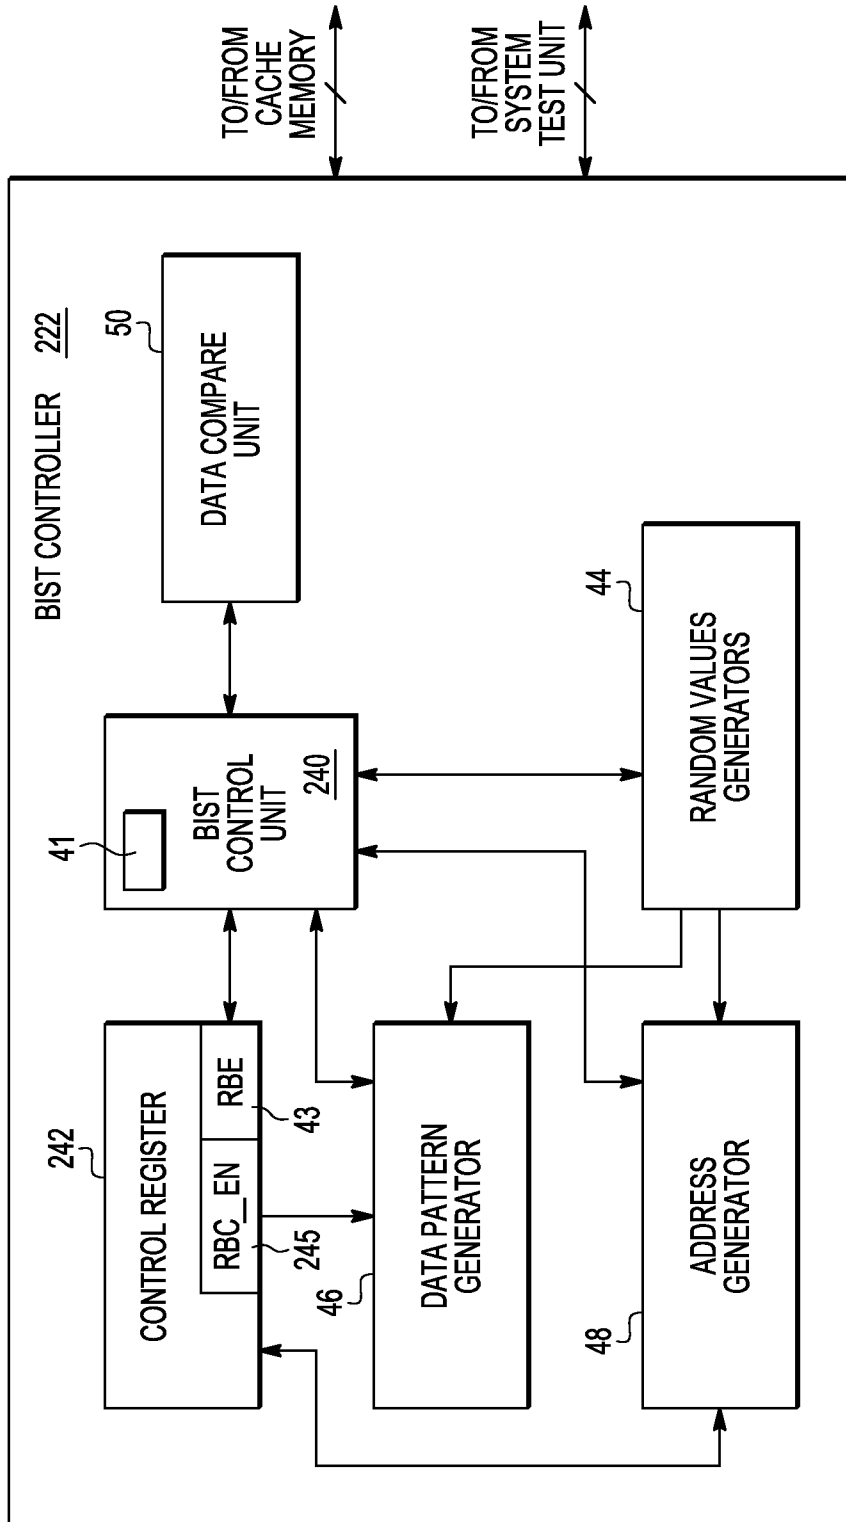 BIST CONTROLLER 222
242
CONTROL REGISTER
RBC_EN
RBE
245
43
41
BIST
CONTROL
UNIT
240
50
DATA COMPARE
UNIT
TO/FROM
CACHE
MEMORY
46
DATA PATTERN
GENERATOR
TO/FROM
SYSTEM
TEST UNIT
48
ADDRESS
GENERATOR
44
RANDOM VALUES
GENERATORS